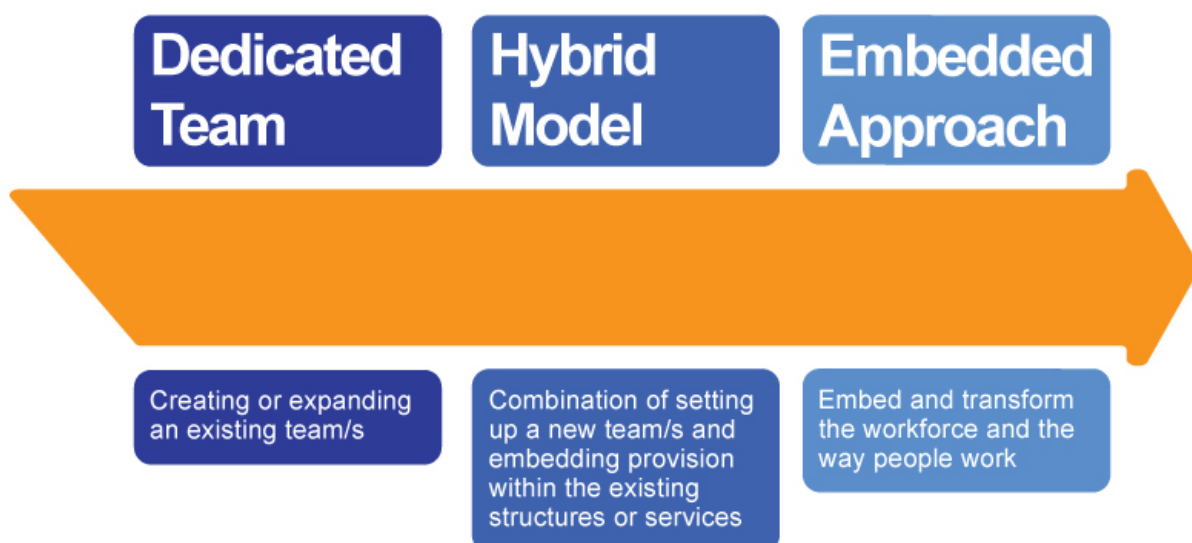 Dedicated
Team
Hybrid
Model
Embedded
Approach
Creating or expanding
an existing team/s
Combination of setting
up a new team/s and
embedding provision
within the existing
structures or services
Embed and transform
the workforce and the
way people work